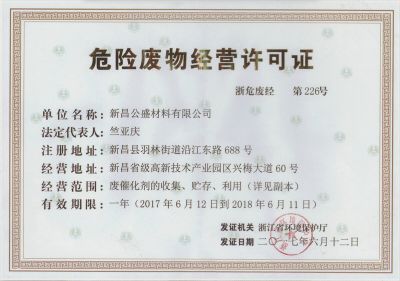 危险废物经营许可证
浙危废经 第226号
单位名称：新昌公盛材料有限公司
法定代表人：竺亚庆
注册地址：新昌县羽林街道沿江东路688号
经营地址：新昌省级高新技术产业园区兴梅大道60号
经营范围：废催化剂的收集、贮存、利用（详见副本）
有效期限：一年（2017年6月12日到2018年6月11日）
发证机关 浙江省环境保护厅
发证日期 二〇一七年六月十二日